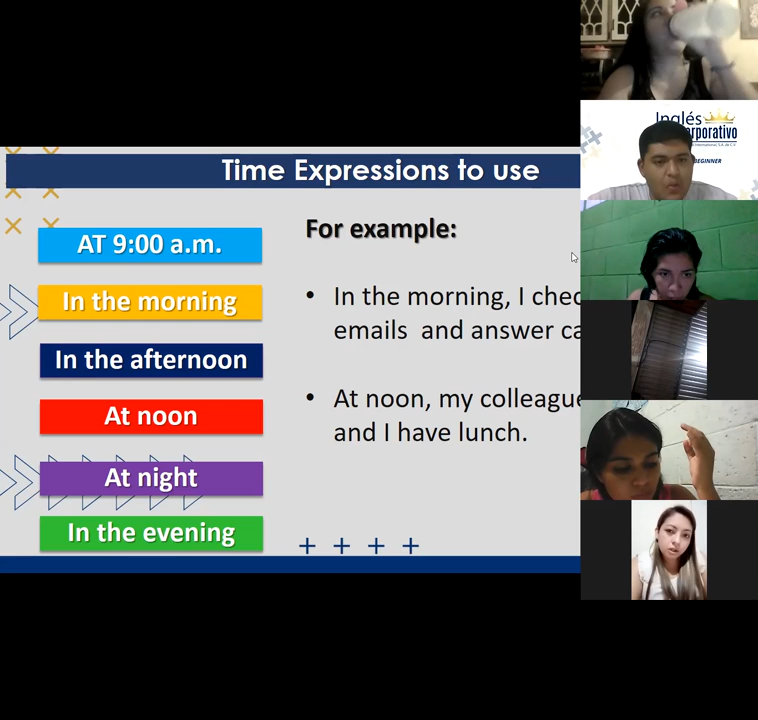 Inglés
orporativo
BEGINNER
Time Expressions to use
For example:
AT 9:00 a.m.
In the morning
In the afternoon
At noon
At night
In the evening
• In the morning, I chec
emails and answer ca
• At noon, my colleague
and I have lunch.